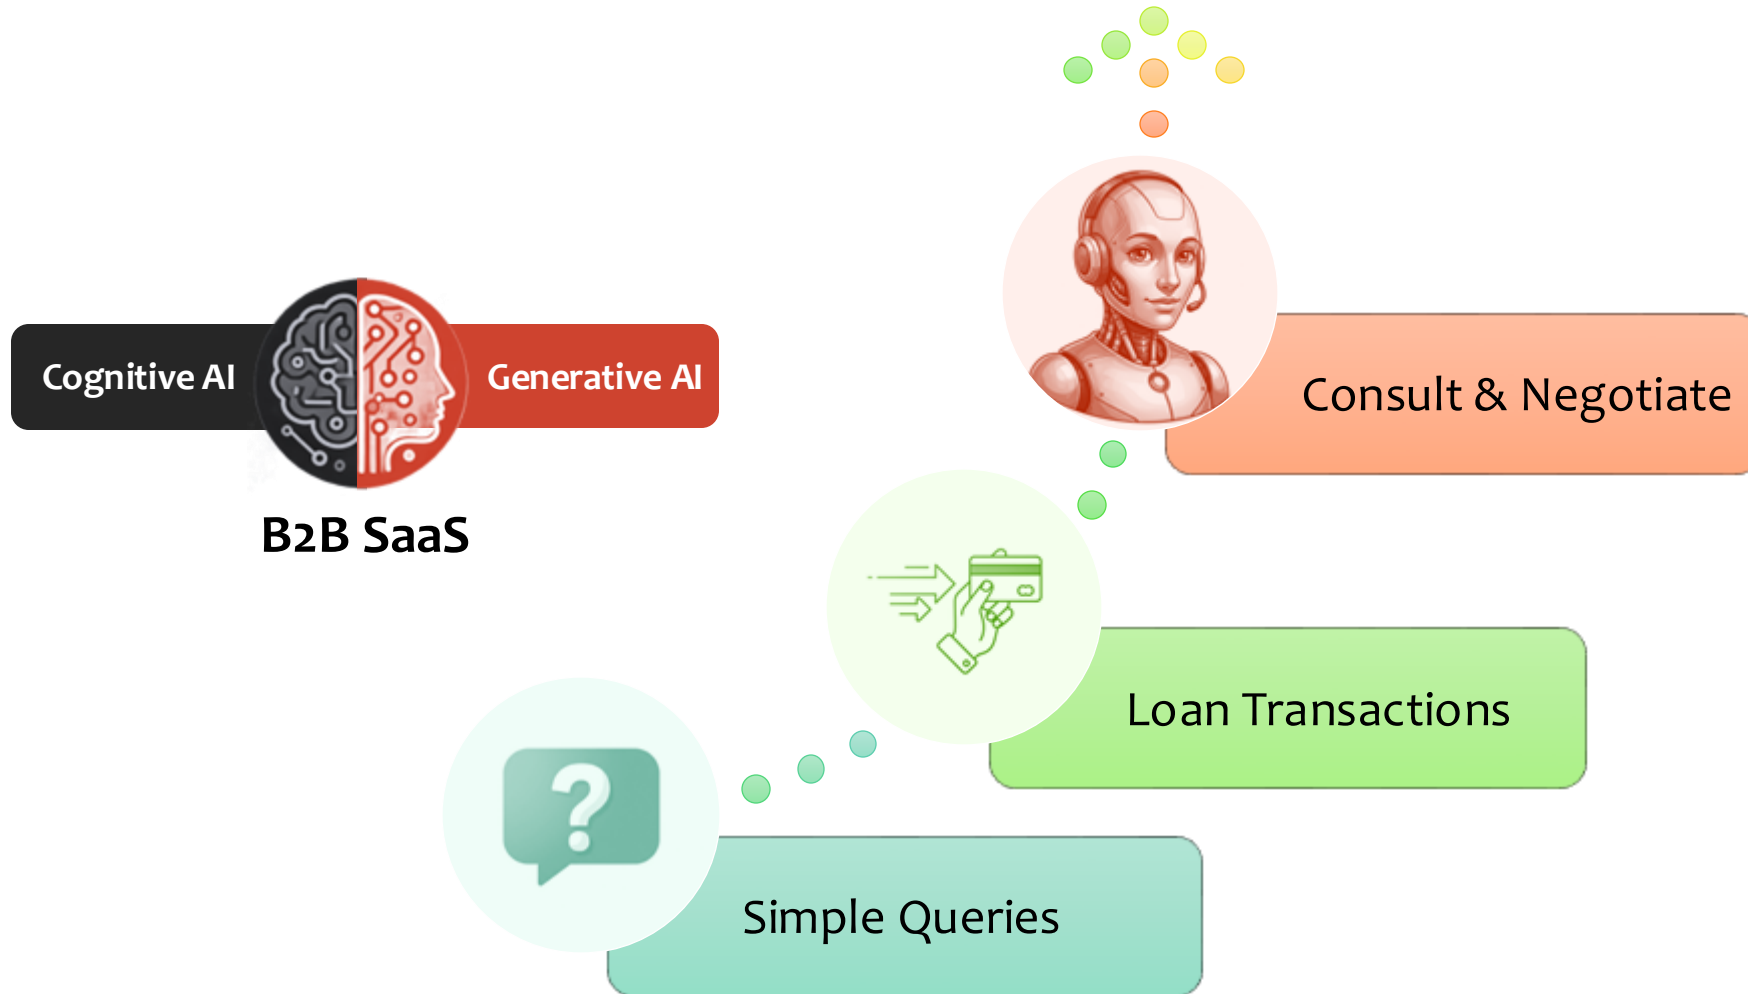 Cognitive AI
Generative AI
B2B SaaS
Consult & Negotiate
Loan Transactions
?
Simple Queries